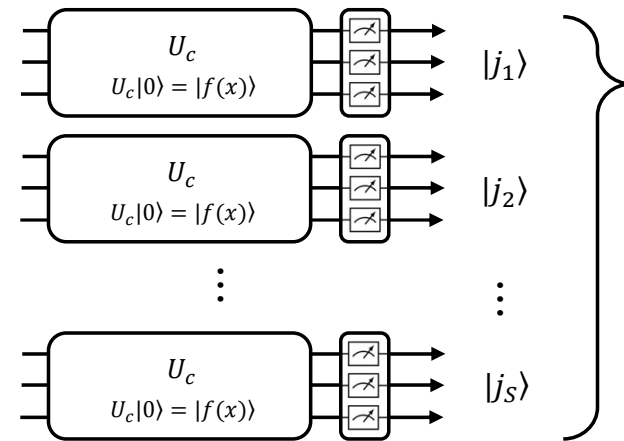 U_c
U_c|0⟩ = |f(x)⟩
|j_1⟩
U_c
U_c|0⟩ = |f(x)⟩
|j_2⟩
⋮ ⋮
U_c
U_c|0⟩ = |f(x)⟩
|j_S⟩